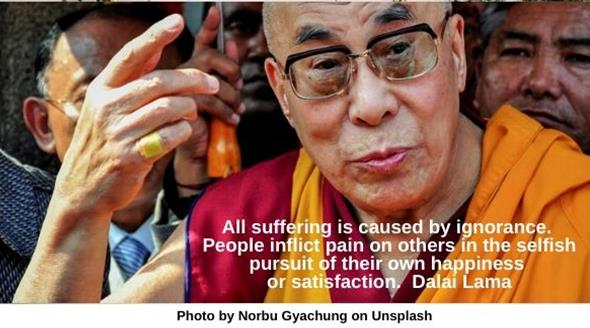 All suffering is caused by ignorance.
People inflict pain on others in the selfish
pursuit of their own happiness
or satisfaction.  Dalai Lama
Photo by Norbu Gyachung on Unsplash